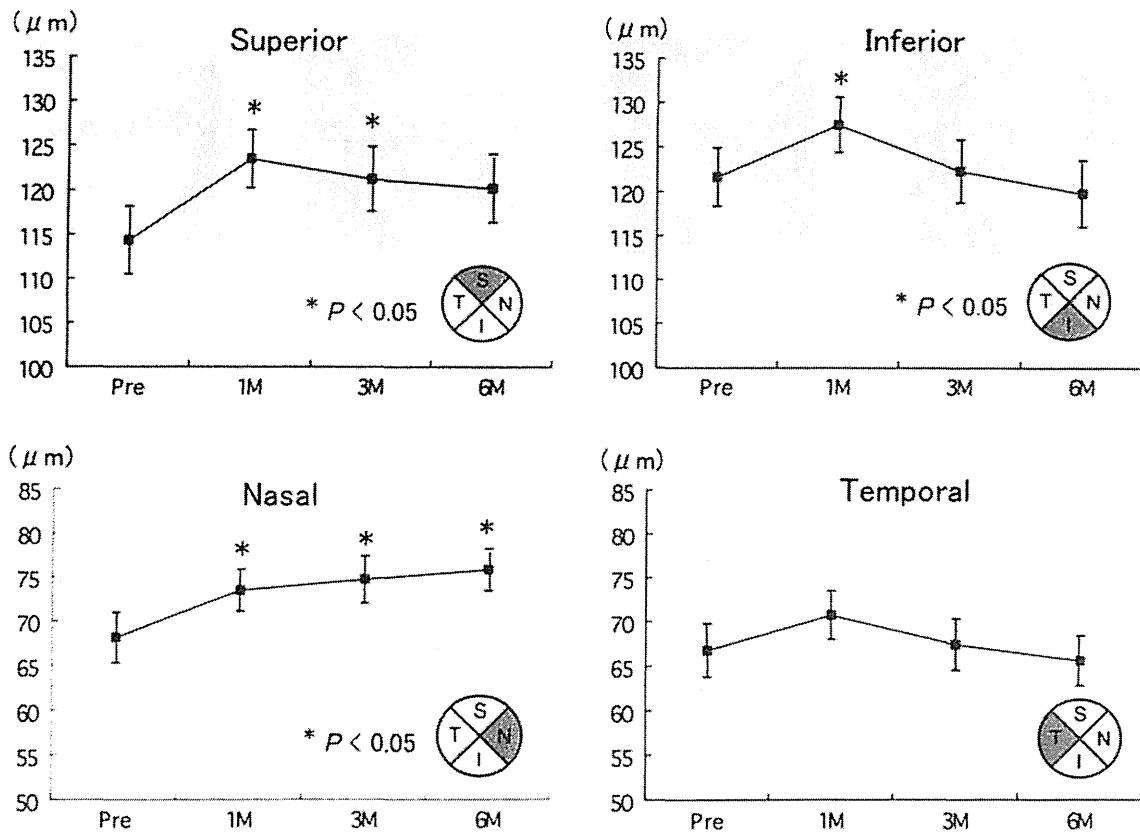 (μm)
Superior
135
130
125
120
115
110
105
100
*
*
* P < 0.05
S
T N
I
Pre 1M 3M 6M
(μm)
Inferior
135
130
125
120
115
110
105
100
*
* P < 0.05
S
T N
I
Pre 1M 3M 6M
(μm)
Nasal
85
80
75
70
65
60
55
50
* * *
* P < 0.05
S
T N
I
Pre 1M 3M 6M
(μm)
Temporal
85
80
75
70
65
60
55
50
S
T N
I
Pre 1M 3M 6M